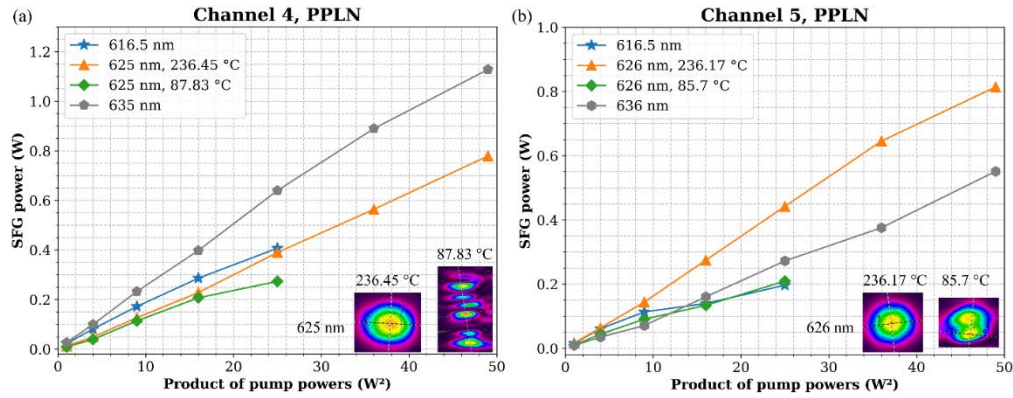 (a)
Channel 4, PPLN
616.5 nm
625 nm, 236.45 °C
625 nm, 87.83 °C
635 nm
SFG power (W)
1.2
1.0
0.8
0.6
0.4
0.2
0.0
236.45 °C
87.83 °C
625 nm
0 10 20 30 40 50
Product of pump powers (W²)
(b)
Channel 5, PPLN
616.5 nm
626 nm, 236.17 °C
626 nm, 85.7 °C
636 nm
SFG power (W)
1.0
0.8
0.6
0.4
0.2
0.0
236.17 °C 85.7 °C
626 nm
0 10 20 30 40 50
Product of pump powers (W²)